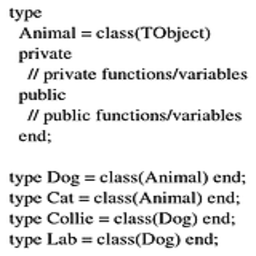 type
Animal = class(TObject)
private
// private functions/variables
public
// public functions/variables
end;
type Dog = class(Animal) end;
type Cat = class(Animal) end;
type Collie = class(Dog) end;
type Lab = class(Dog) end;